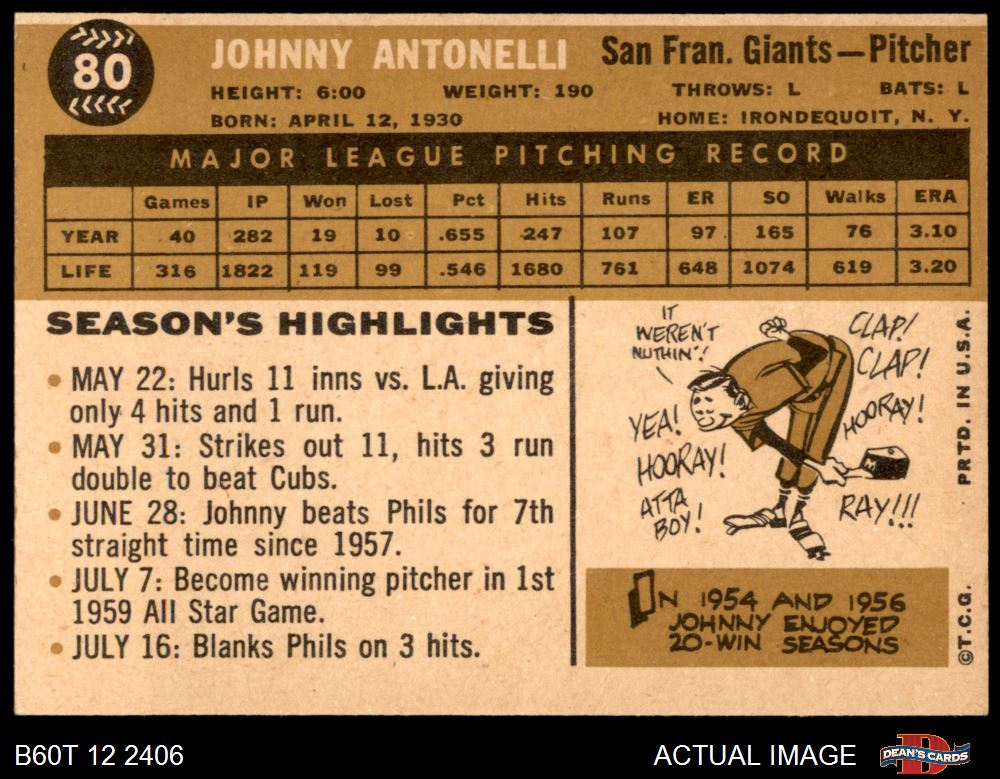 80
JOHNNY ANTONELLI San Fran. Giants—Pitcher
HEIGHT: 6:00 WEIGHT: 190 THROWS: L BATS: L
BORN: APRIL 12, 1930 HOME: IRONDEQUOIT, N. Y.
MAJOR LEAGUE PITCHING RECORD
Games IP Won Lost Pct Hits Runs ER SO Walks ERA
YEAR 40 282 19 10 .655 247 107 97 165 76 3.10
LIFE 316 1822 119 99 .546 1680 761 648 1074 619 3.20
SEASON'S HIGHLIGHTS
• MAY 22: Hurls 11 inns vs. L.A. giving
only 4 hits and 1 run.
• MAY 31: Strikes out 11, hits 3 run
double to beat Cubs.
• JUNE 28: Johnny beats Phils for 7th
straight time since 1957.
• JULY 7: Become winning pitcher in 1st
1959 All Star Game.
• JULY 16: Blanks Phils on 3 hits.
IT
WEREN'T
NUTHIN'!
CLAP!
CLAP!
YEA!
HOORAY!
HOORAY!
ATTA
BOY!
RAY!!!
IN 1954 AND 1956
JOHNNY ENJOYED
20-WIN SEASONS
PRTD. IN U.S.A.
©T.C.G.
B60T 12 2406 ACTUAL IMAGE DEAN'S CARDS